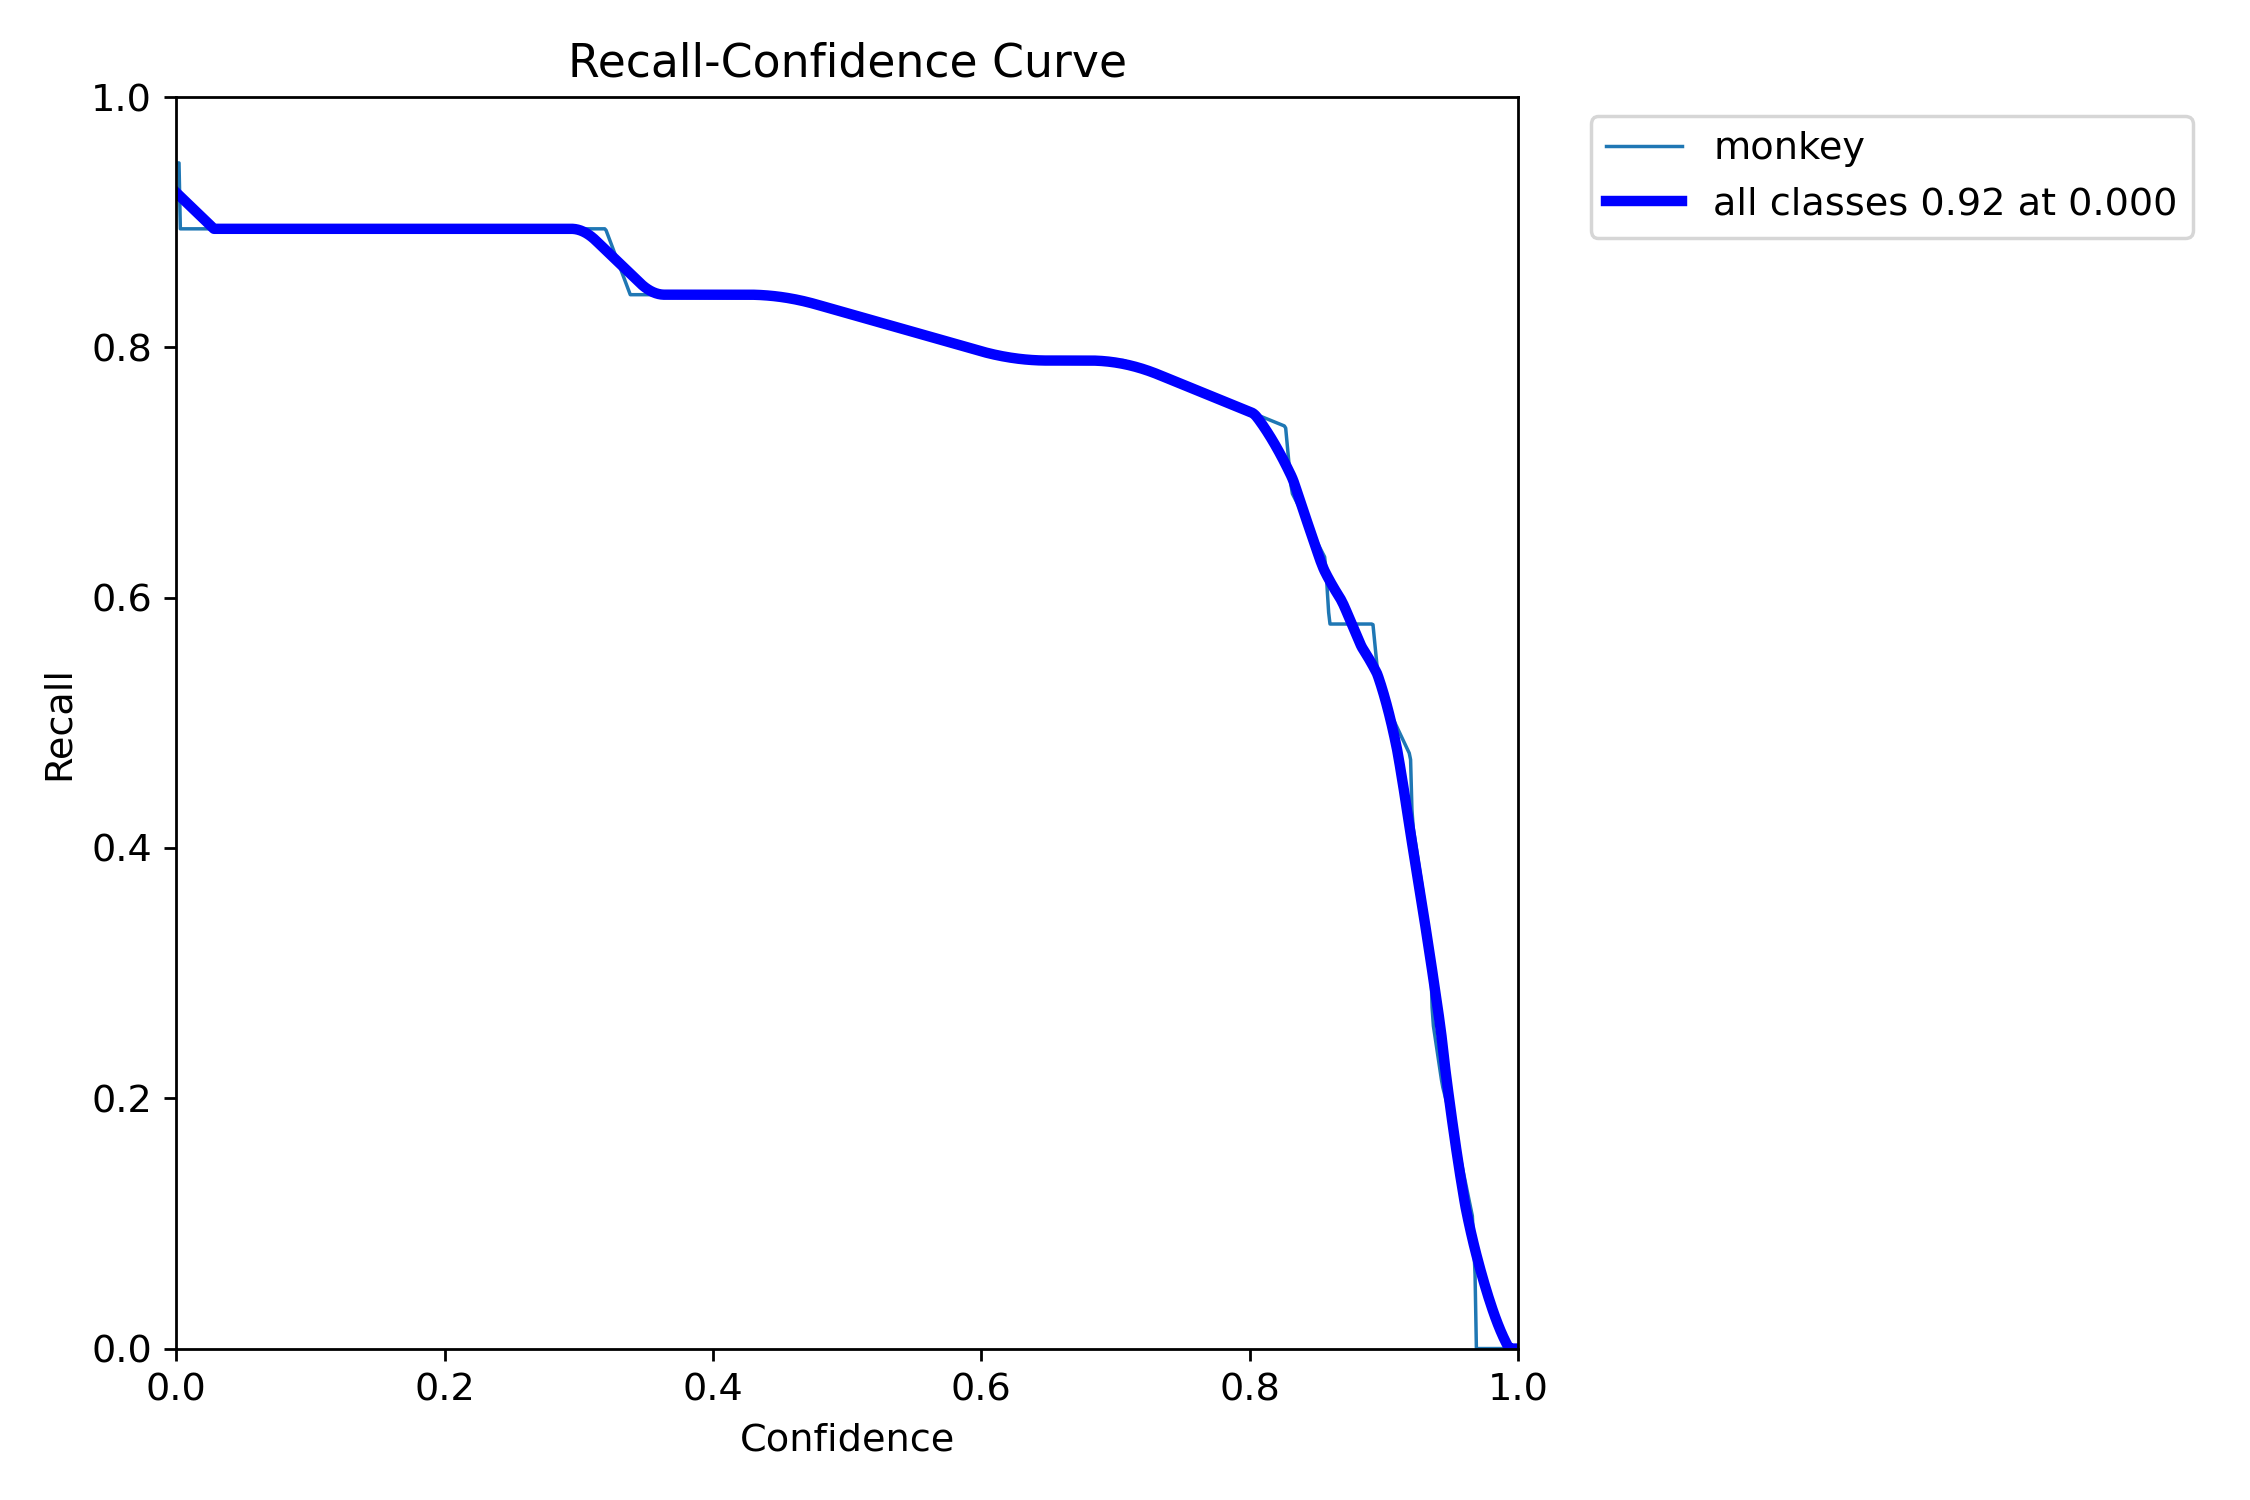 Recall-Confidence Curve
1.0
0.8
0.6
0.4
0.2
0.0
Recall
0.0 0.2 0.4 0.6 0.8 1.0
Confidence
monkey
all classes 0.92 at 0.000